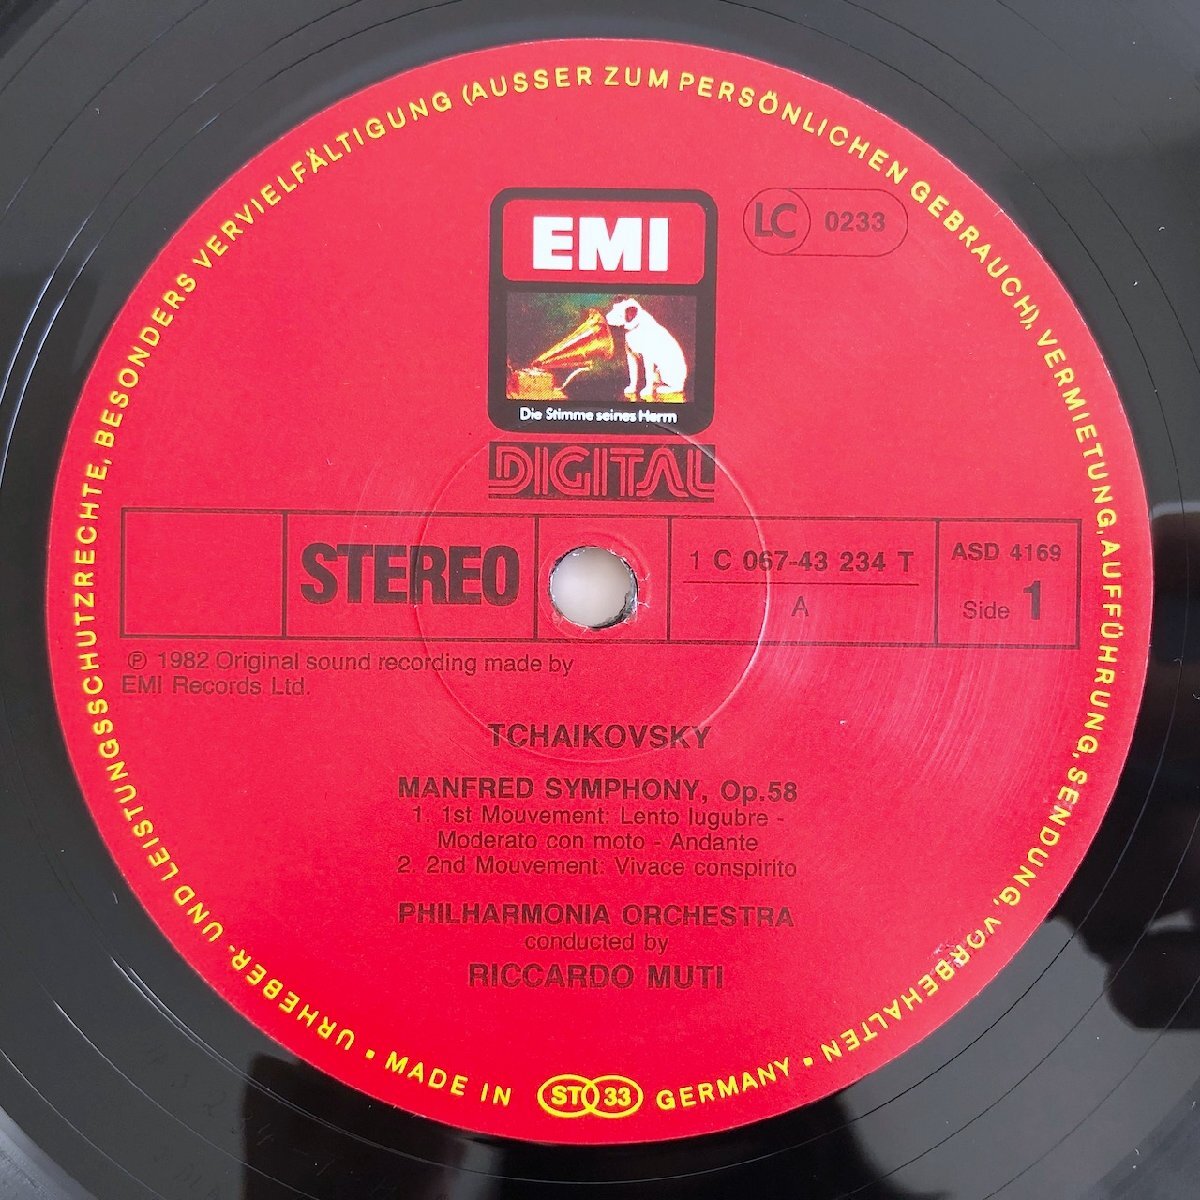 URHEBER- UND LEISTUNGSSCHUTZRECHTE, BESONDERS VERVIELFÄLTIGUNG (AUSSER ZUM PERSÖNLICHEN GEBRAUCH), VERMIETUNG, AUFFÜHRUNG, SENDUNG, VORBEHALTEN
EMI
LC 0233
Die Stimme seines Herrn
DIGITAL
STEREO
1 C 067-43 234 T
A
ASD 4169
Side 1
℗ 1982 Original sound recording made by
EMI Records Ltd.
TCHAIKOVSKY
MANFRED SYMPHONY, Op.58
1. 1st Mouvement: Lento lugubre -
Moderato con moto - Andante
2. 2nd Mouvement: Vivace conspirito
PHILHARMONIA ORCHESTRA
conducted by
RICCARDO MUTI
• MADE IN ST 33 GERMANY •